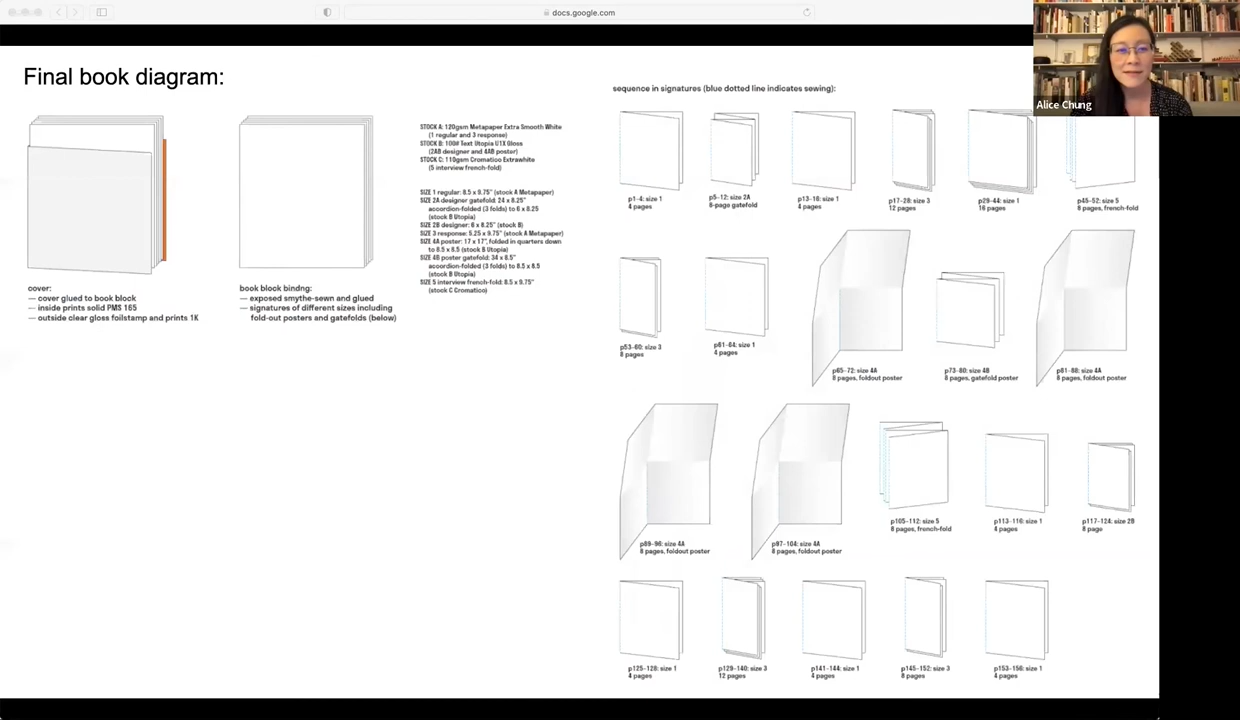 docs.google.com
Alice Chung
Final book diagram:
cover:
— cover glued to book block
— inside prints solid PMS 165
— outside clear gloss foilstamp and prints 1K
book block bindng:
— exposed smythe-sewn and glued
— signatures of different sizes including
fold-out posters and gatefolds (below)
STOCK A: 120gsm Metapaper Extra Smooth White
(1 regular and 3 response)
STOCK B: 100# Text Utopia U1X Gloss
(2AB designer and 4AB poster)
STOCK C: 110gsm Cromatico Extrawhite
(5 interview french-fold)
SIZE 1 regular: 8.5 x 9.75" (stock A Metapaper)
SIZE 2A designer gatefold: 24 x 8.25"
accordion-folded (3 folds) to 6 x 8.25
(stock B Utopia)
SIZE 2B designer: 6 x 8.25" (stock B)
SIZE 3 response: 5.25 x 9.75" (stock A Metapaper)
SIZE 4A poster: 17 x 17", folded in quarters down
to 8.5 x 8.5 (stock B Utopia)
SIZE 4B poster gatefold: 34 x 8.5"
accordion-folded (3 folds) to 8.5 x 8.5
(stock B Utopia)
SIZE 5 interview french-fold: 8.5 x 9.75"
(stock C Cromatico)
sequence in signatures (blue dotted line indicates sewing):
p1-4: size 1
4 pages
p5-12: size 2A
8-page gatefold
p13-16: size 1
4 pages
p17-28: size 3
12 pages
p29-44: size 1
16 pages
p45-52: size 5
8 pages, french-fold
p53-60: size 3
8 pages
p61-64: size 1
4 pages
p65-72: size 4A
8 pages, foldout poster
p73-80: size 4B
8 pages, gatefold poster
p81-88: size 4A
8 pages, foldout poster
p89-96: size 4A
8 pages, foldout poster
p97-104: size 4A
8 pages, foldout poster
p105-112: size 5
8 pages, french-fold
p113-116: size 1
4 pages
p117-124: size 2B
8 page
p125-128: size 1
4 pages
p129-140: size 3
12 pages
p141-144: size 1
4 pages
p145-152: size 3
8 pages
p153-156: size 1
4 pages